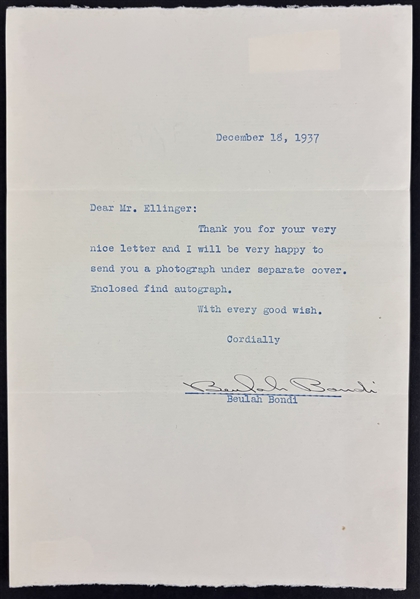 December 18, 1937
Dear Mr. Ellinger:
Thank you for your very
nice letter and I will be very happy to
send you a photograph under separate cover.
Enclosed find autograph.
With every good wish.
Cordially
Beulah Bondi
Beulah Bondi